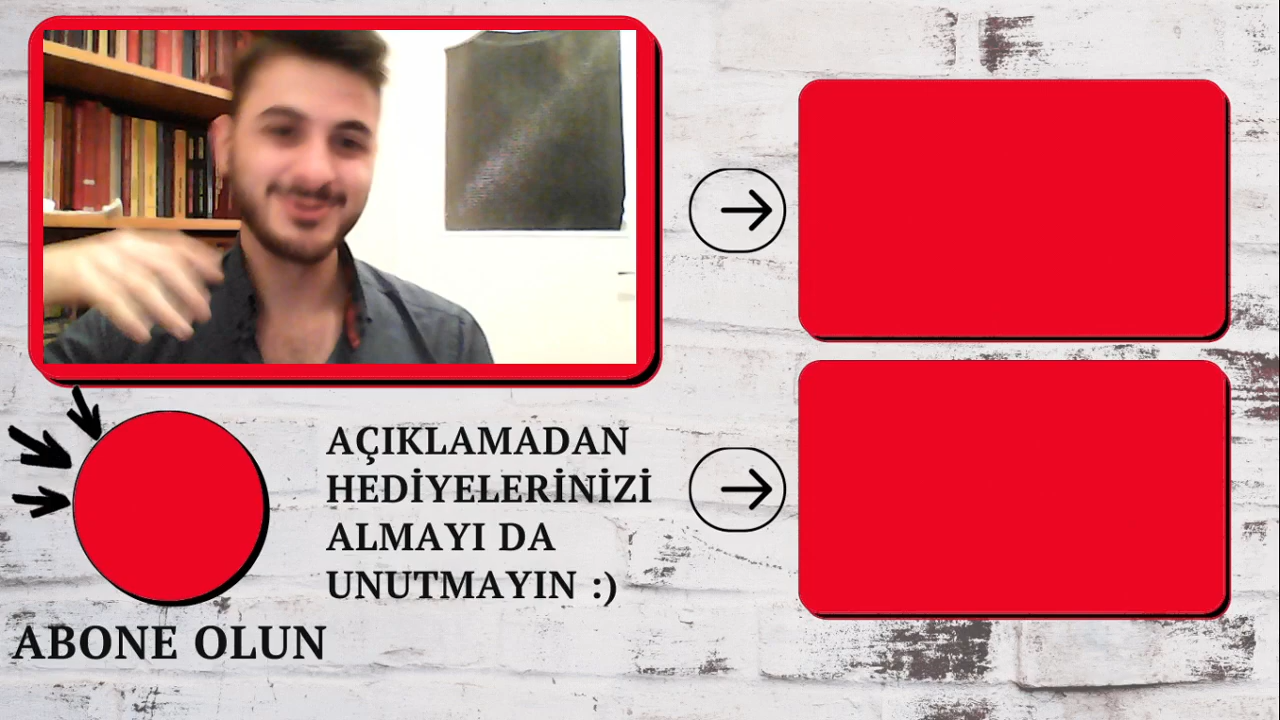 AÇIKLAMADAN
HEDİYELERİNİZİ
ALMAYI DA
UNUTMAYIN :)
ABONE OLUN